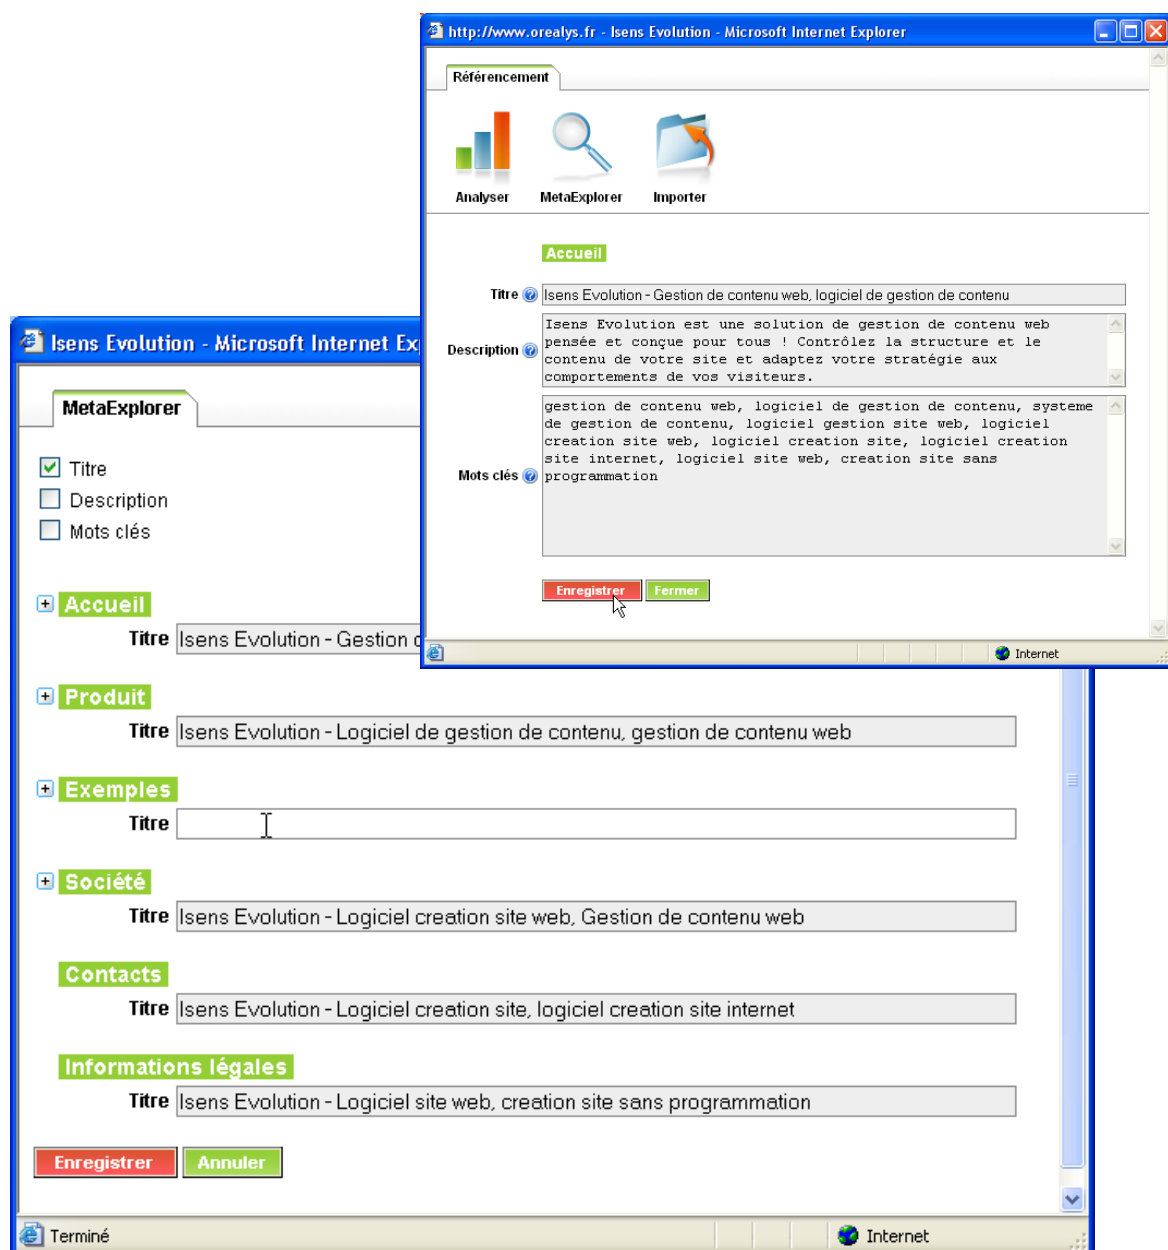 http://www.orealys.fr - Isens Evolution - Microsoft Internet Explorer
Référencement
Analyser MetaExplorer Importer
Accueil
Titre Isens Evolution - Gestion de contenu web, logiciel de gestion de contenu
Description
Isens Evolution est une solution de gestion de contenu web
pensée et conçue pour tous ! Contrôlez la structure et le
contenu de votre site et adaptez votre stratégie aux
comportements de vos visiteurs.
Mots clés
gestion de contenu web, logiciel de gestion de contenu, systeme
de gestion de contenu, logiciel gestion site web, logiciel
creation site web, logiciel creation site, logiciel creation
site internet, logiciel site web, creation site sans
programmation
Enregistrer Fermer
Internet
Isens Evolution - Microsoft Internet Ex
MetaExplorer
Titre
Description
Mots clés
Accueil
Titre Isens Evolution - Gestion
Produit
Titre Isens Evolution - Logiciel de gestion de contenu, gestion de contenu web
Exemples
Titre
Société
Titre Isens Evolution - Logiciel creation site web, Gestion de contenu web
Contacts
Titre Isens Evolution - Logiciel creation site, logiciel creation site internet
Informations légales
Titre Isens Evolution - Logiciel site web, creation site sans programmation
Enregistrer Annuler
Terminé Internet